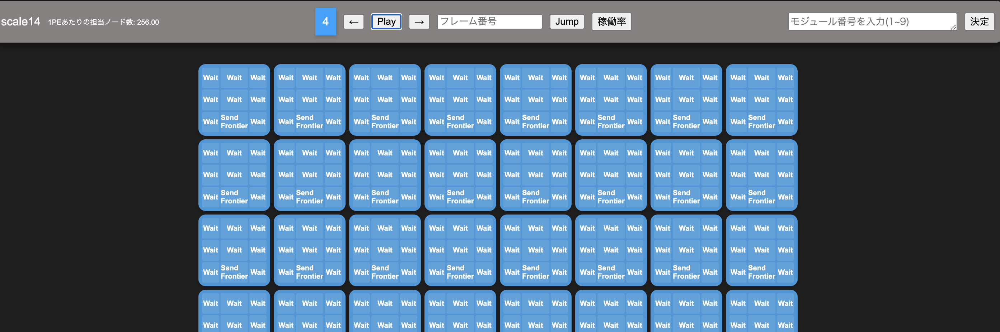 scale14 1PEあたりの担当ノード数: 256.00 4 ← Play → フレーム番号 Jump 稼働率 モジュール番号を入力(1~9) 決定
Wait Wait Wait Wait Wait Wait Wait Wait Wait Wait Wait Wait Wait Wait Wait Wait Wait Wait Wait Wait Wait Wait Wait Wait
Wait Wait Wait Wait Wait Wait Wait Wait Wait Wait Wait Wait Wait Wait Wait Wait Wait Wait Wait Wait Wait Wait Wait Wait
Wait Send Frontier Wait Wait Send Frontier Wait Wait Send Frontier Wait Wait Send Frontier Wait Wait Send Frontier Wait Wait Send Frontier Wait Wait Send Frontier Wait Wait Send Frontier Wait
Wait Wait Wait Wait Wait Wait Wait Wait Wait Wait Wait Wait Wait Wait Wait Wait Wait Wait Wait Wait Wait Wait Wait Wait
Wait Wait Wait Wait Wait Wait Wait Wait Wait Wait Wait Wait Wait Wait Wait Wait Wait Wait Wait Wait Wait Wait Wait Wait
Wait Send Frontier Wait Wait Send Frontier Wait Wait Send Frontier Wait Wait Send Frontier Wait Wait Send Frontier Wait Wait Send Frontier Wait Wait Send Frontier Wait Wait Send Frontier Wait
Wait Wait Wait Wait Wait Wait Wait Wait Wait Wait Wait Wait Wait Wait Wait Wait Wait Wait Wait Wait Wait Wait Wait Wait
Wait Wait Wait Wait Wait Wait Wait Wait Wait Wait Wait Wait Wait Wait Wait Wait Wait Wait Wait Wait Wait Wait Wait Wait
Wait Send Frontier Wait Wait Send Frontier Wait Wait Send Frontier Wait Wait Send Frontier Wait Wait Send Frontier Wait Wait Send Frontier Wait Wait Send Frontier Wait Wait Send Frontier Wait
Wait Wait Wait Wait Wait Wait Wait Wait Wait Wait Wait Wait Wait Wait Wait Wait Wait Wait Wait Wait Wait Wait Wait Wait
Wait Wait Wait Wait Wait Wait Wait Wait Wait Wait Wait Wait Wait Wait Wait Wait Wait Wait Wait Wait Wait Wait Wait Wait